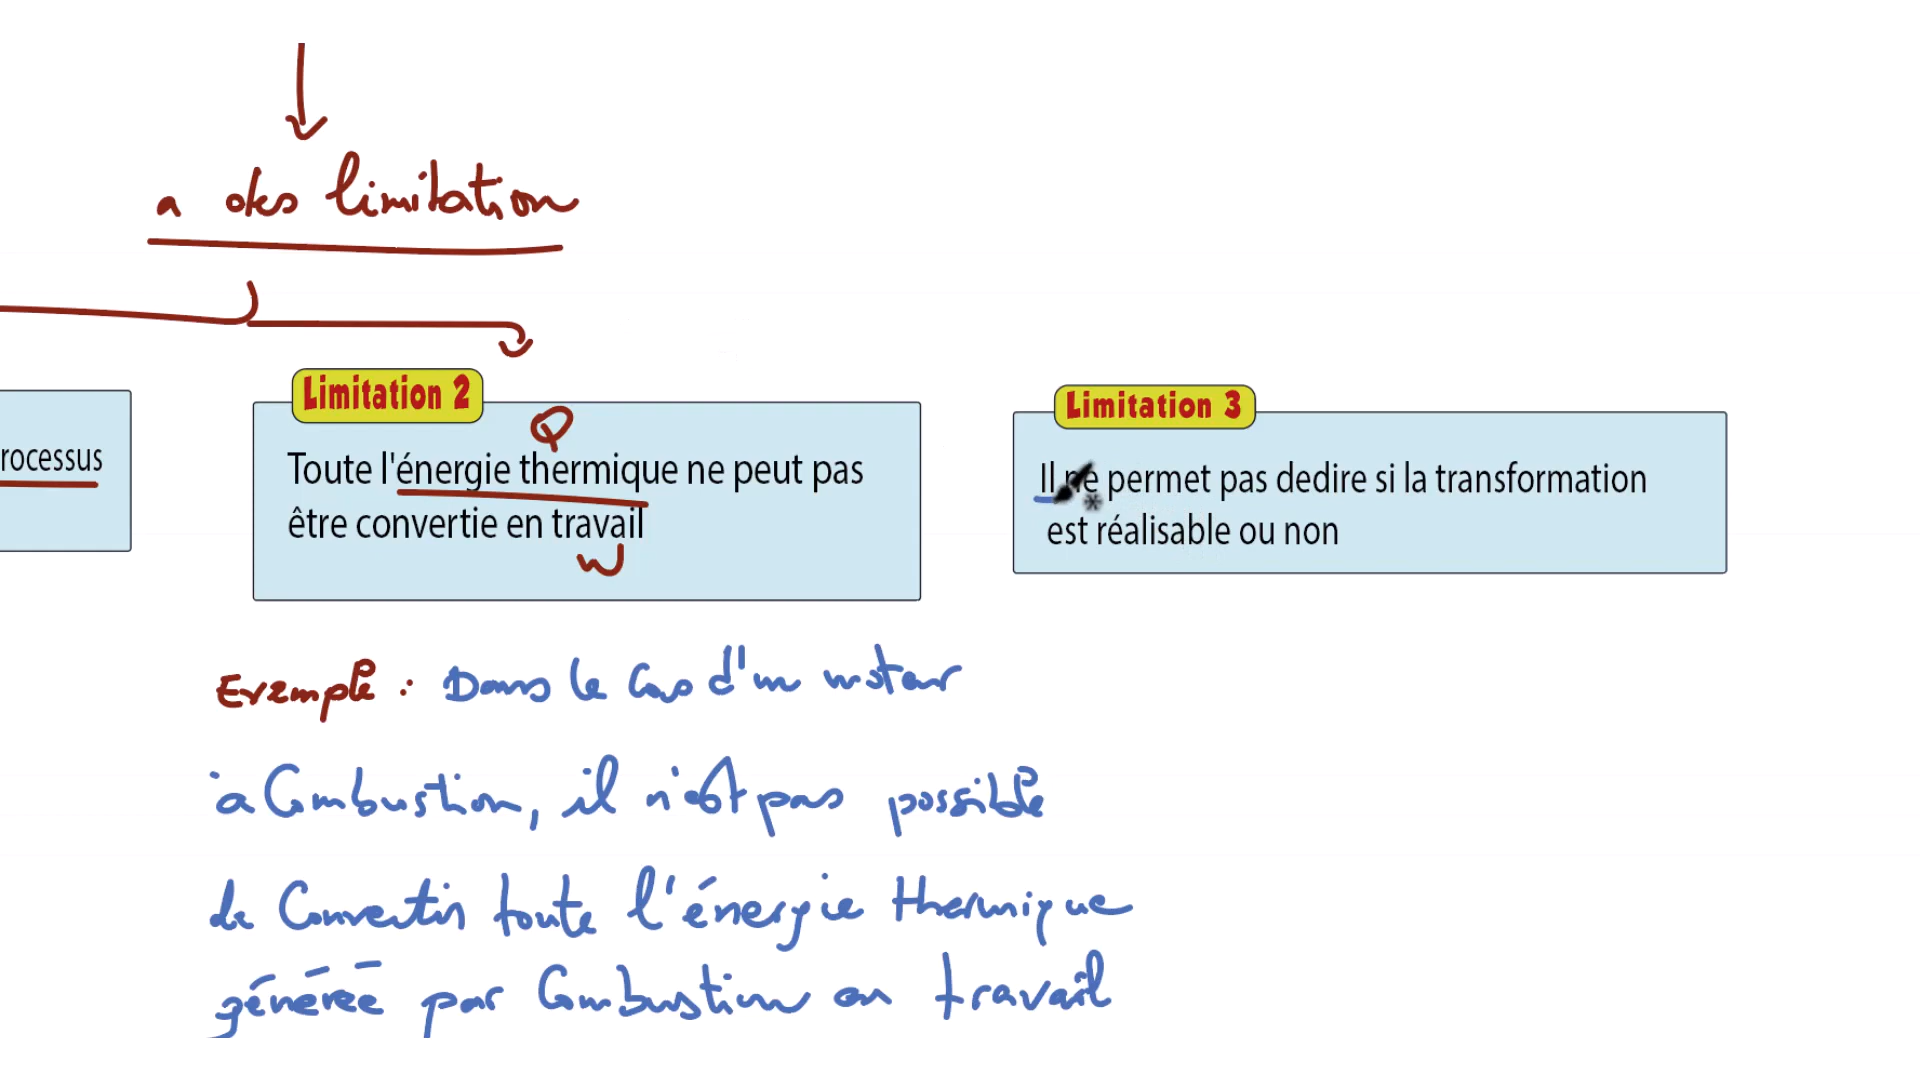 a des limitation
rocessus
Limitation 2
Q
Toute l'énergie thermique ne peut pas
être convertie en travail
W
Limitation 3
Il ne permet pas dedire si la transformation
est réalisable ou non
Exemple : Dans le Cas d'un moteur
à Combustion, il n'est pas possible
de Convertir toute l'énergie thermique
générée par Combustion en travail